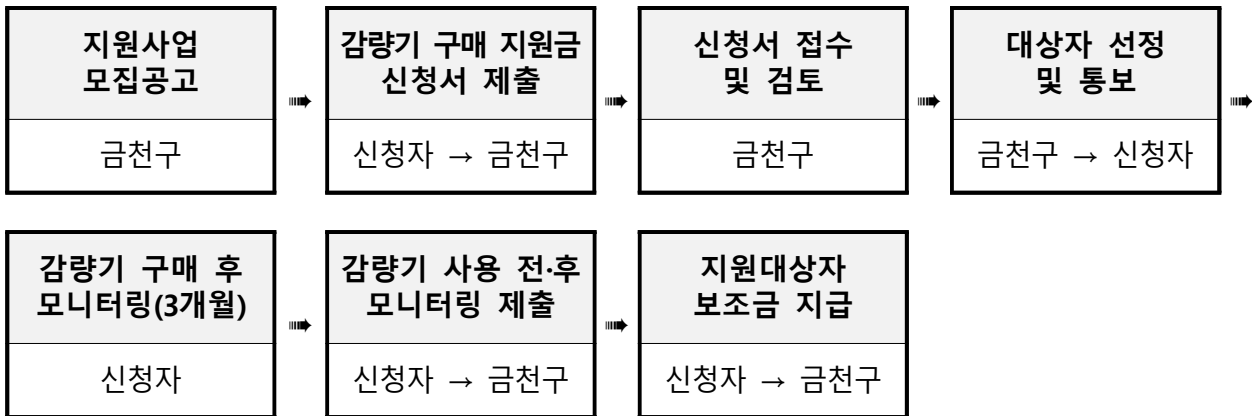 지원사업
모집공고
금천구
감량기 구매 지원금
신청서 제출
신청자 → 금천구
신청서 접수
및 검토
금천구
대상자 선정
및 통보
금천구 → 신청자
감량기 구매 후
모니터링(3개월)
신청자
감량기 사용 전·후
모니터링 제출
신청자 → 금천구
지원대상자
보조금 지급
신청자 → 금천구